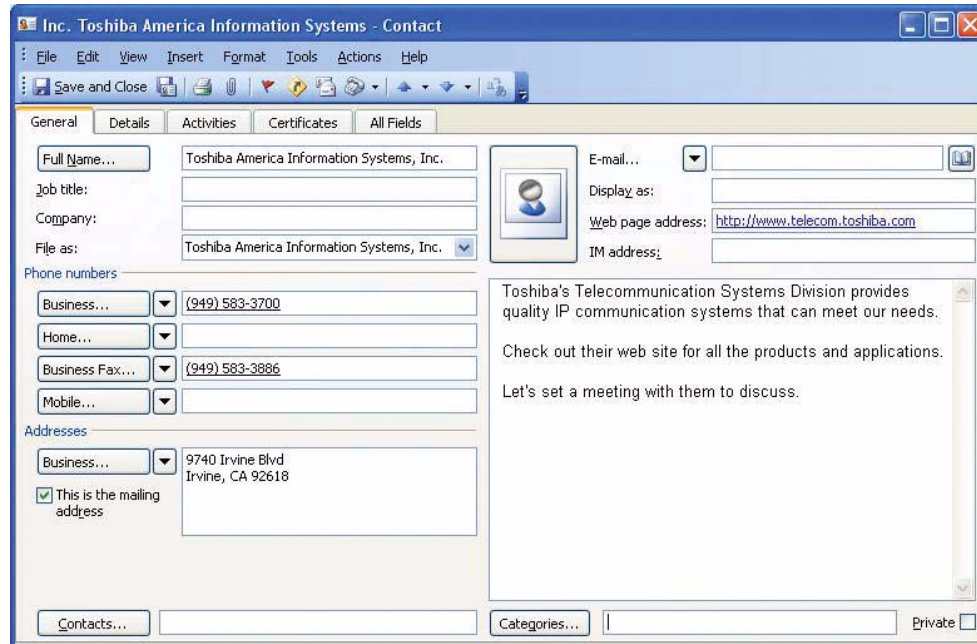 Inc. Toshiba America Information Systems - Contact
File Edit View Insert Format Tools Actions Help
Save and Close
General Details Activities Certificates All Fields
Full Name... Toshiba America Information Systems, Inc.
Job title:
Company:
File as: Toshiba America Information Systems, Inc.
E-mail...
Display as:
Web page address: http://www.telecom.toshiba.com
IM address:
Phone numbers
Business... (949) 583-3700
Home...
Business Fax... (949) 583-3886
Mobile...
Addresses
Business... 9740 Irvine Blvd
Irvine, CA 92618
This is the mailing
address
Toshiba's Telecommunication Systems Division provides
quality IP communication systems that can meet our needs.
Check out their web site for all the products and applications.
Let's set a meeting with them to discuss.
Contacts... Categories... Private